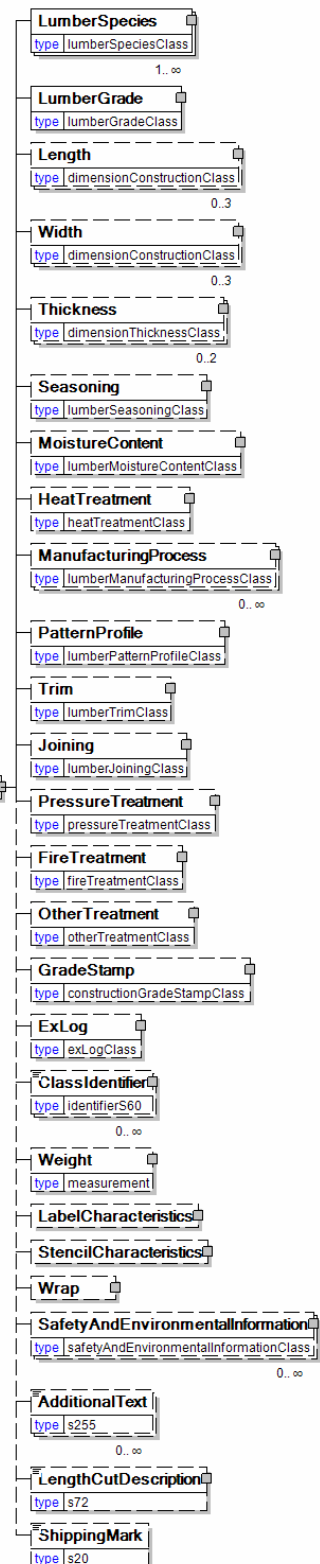 LumberSpecies
type lumberSpeciesClass
1.. ∞
LumberGrade
type lumberGradeClass
Length
type dimensionConstructionClass
0..3
Width
type dimensionConstructionClass
0..3
Thickness
type dimensionThicknessClass
0..2
Seasoning
type lumberSeasoningClass
MoistureContent
type lumberMoistureContentClass
HeatTreatment
type heatTreatmentClass
ManufacturingProcess
type lumberManufacturingProcessClass
0.. ∞
PatternProfile
type lumberPatternProfileClass
Trim
type lumberTrimClass
Joining
type lumberJoiningClass
PressureTreatment
type pressureTreatmentClass
FireTreatment
type fireTreatmentClass
OtherTreatment
type otherTreatmentClass
GradeStamp
type constructionGradeStampClass
ExLog
type exLogClass
ClassIdentifier
type identifierS60
0.. ∞
Weight
type measurement
LabelCharacteristics
StencilCharacteristics
Wrap
SafetyAndEnvironmentalInformation
type safetyAndEnvironmentalInformationClass
0.. ∞
AdditionalText
type s255
0.. ∞
LengthCutDescription
type s72
ShippingMark
type s20